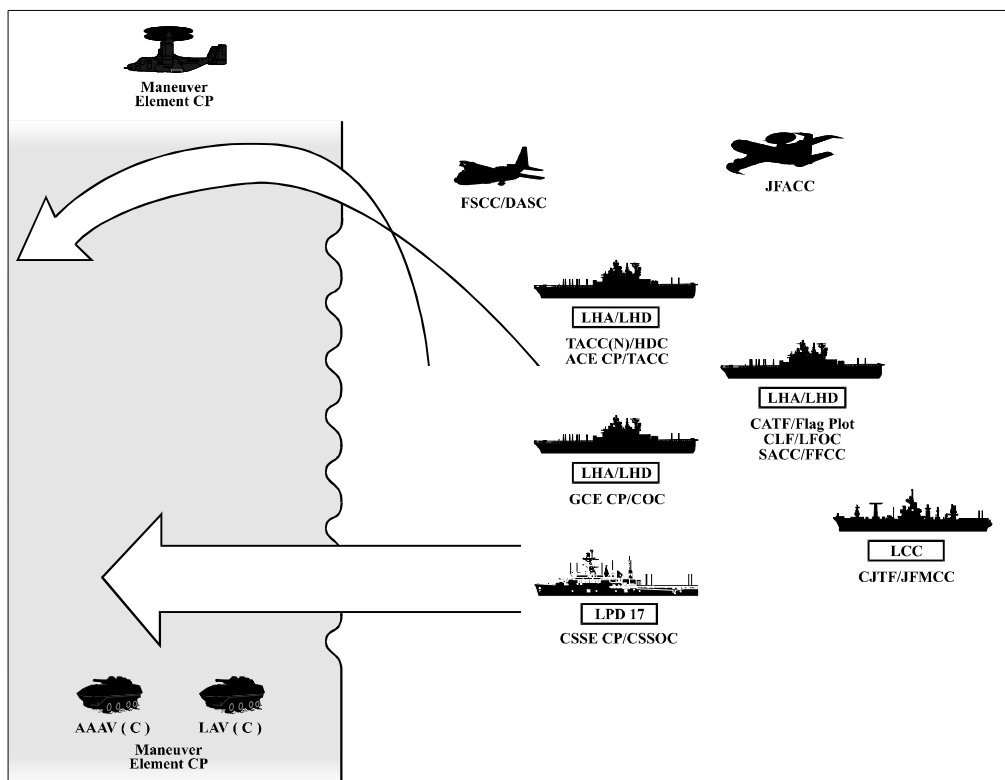 Maneuver
Element CP
FSCC/DASC
JFACC
LHA/LHD
TACC(N)/HDC
ACE CP/TACC
LHA/LHD
CATF/Flag Plot
CLF/LFOC
SACC/FFCC
LHA/LHD
GCE CP/COC
LCC
CJTF/JFMCC
LPD 17
CSSE CP/CSSOC
AAAV ( C )
LAV ( C )
Maneuver
Element CP